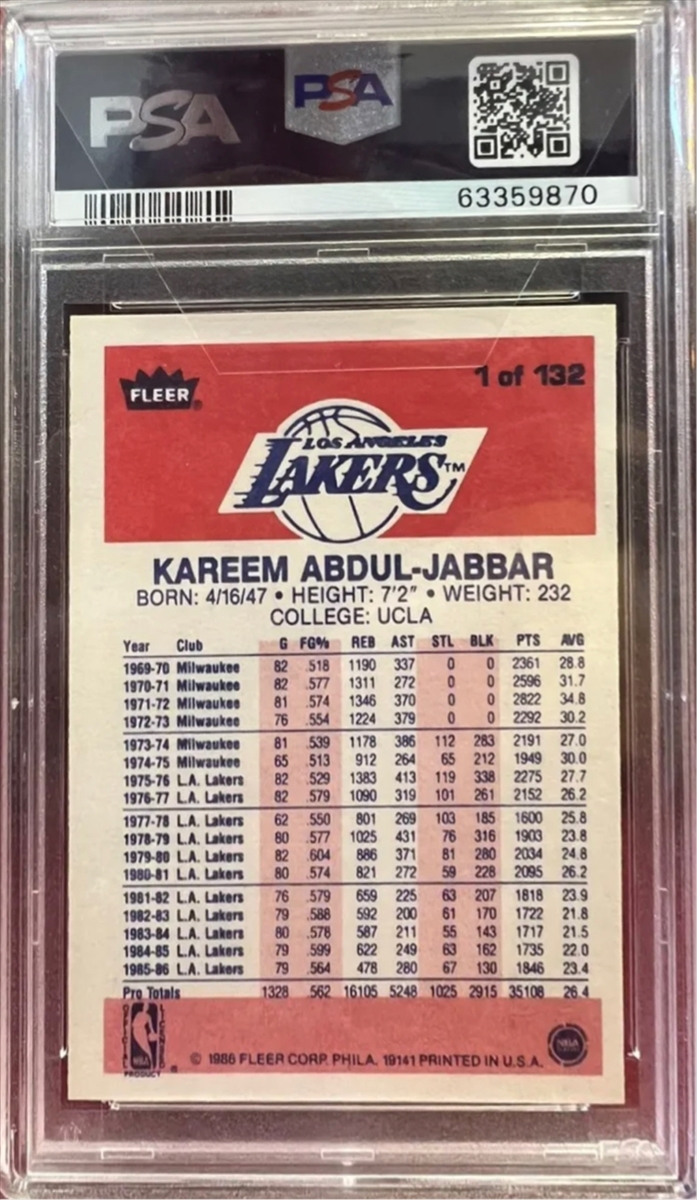 PSA PSA
63359870
1 of 132
FLEER®
LOS ANGELES
LAKERS™
KAREEM ABDUL-JABBAR
BORN: 4/16/47 • HEIGHT: 7'2" • WEIGHT: 232
COLLEGE: UCLA
Year Club G FG% REB AST STL BLK PTS AVG
1969-70 Milwaukee 82 .518 1190 337 0 0 2361 28.8
1970-71 Milwaukee 82 .577 1311 272 0 0 2596 31.7
1971-72 Milwaukee 81 .574 1346 370 0 0 2822 34.8
1972-73 Milwaukee 76 .554 1224 379 0 0 2292 30.2
1973-74 Milwaukee 81 .539 1178 386 112 283 2191 27.0
1974-75 Milwaukee 65 .513 912 264 65 212 1949 30.0
1975-76 L.A. Lakers 82 .529 1383 413 119 338 2275 27.7
1976-77 L.A. Lakers 82 .579 1090 319 101 261 2152 26.2
1977-78 L.A. Lakers 62 .550 801 269 103 185 1600 25.8
1978-79 L.A. Lakers 80 .577 1025 431 76 316 1903 23.8
1979-80 L.A. Lakers 82 .604 886 371 81 280 2034 24.8
1980-81 L.A. Lakers 80 .574 821 272 59 228 2095 26.2
1981-82 L.A. Lakers 76 .579 659 225 63 207 1818 23.9
1982-83 L.A. Lakers 79 .588 592 200 61 170 1722 21.8
1983-84 L.A. Lakers 80 .578 587 211 55 143 1717 21.5
1984-85 L.A. Lakers 79 .599 622 249 63 162 1735 22.0
1985-86 L.A. Lakers 79 .564 478 280 67 130 1846 23.4
Pro Totals 1328 .562 16105 5248 1025 2915 35108 26.4
OFFICIAL LICENSED
NBA
PRODUCT ®
© 1986 FLEER CORP. PHILA. 19141 PRINTED IN U.S.A.
NBA